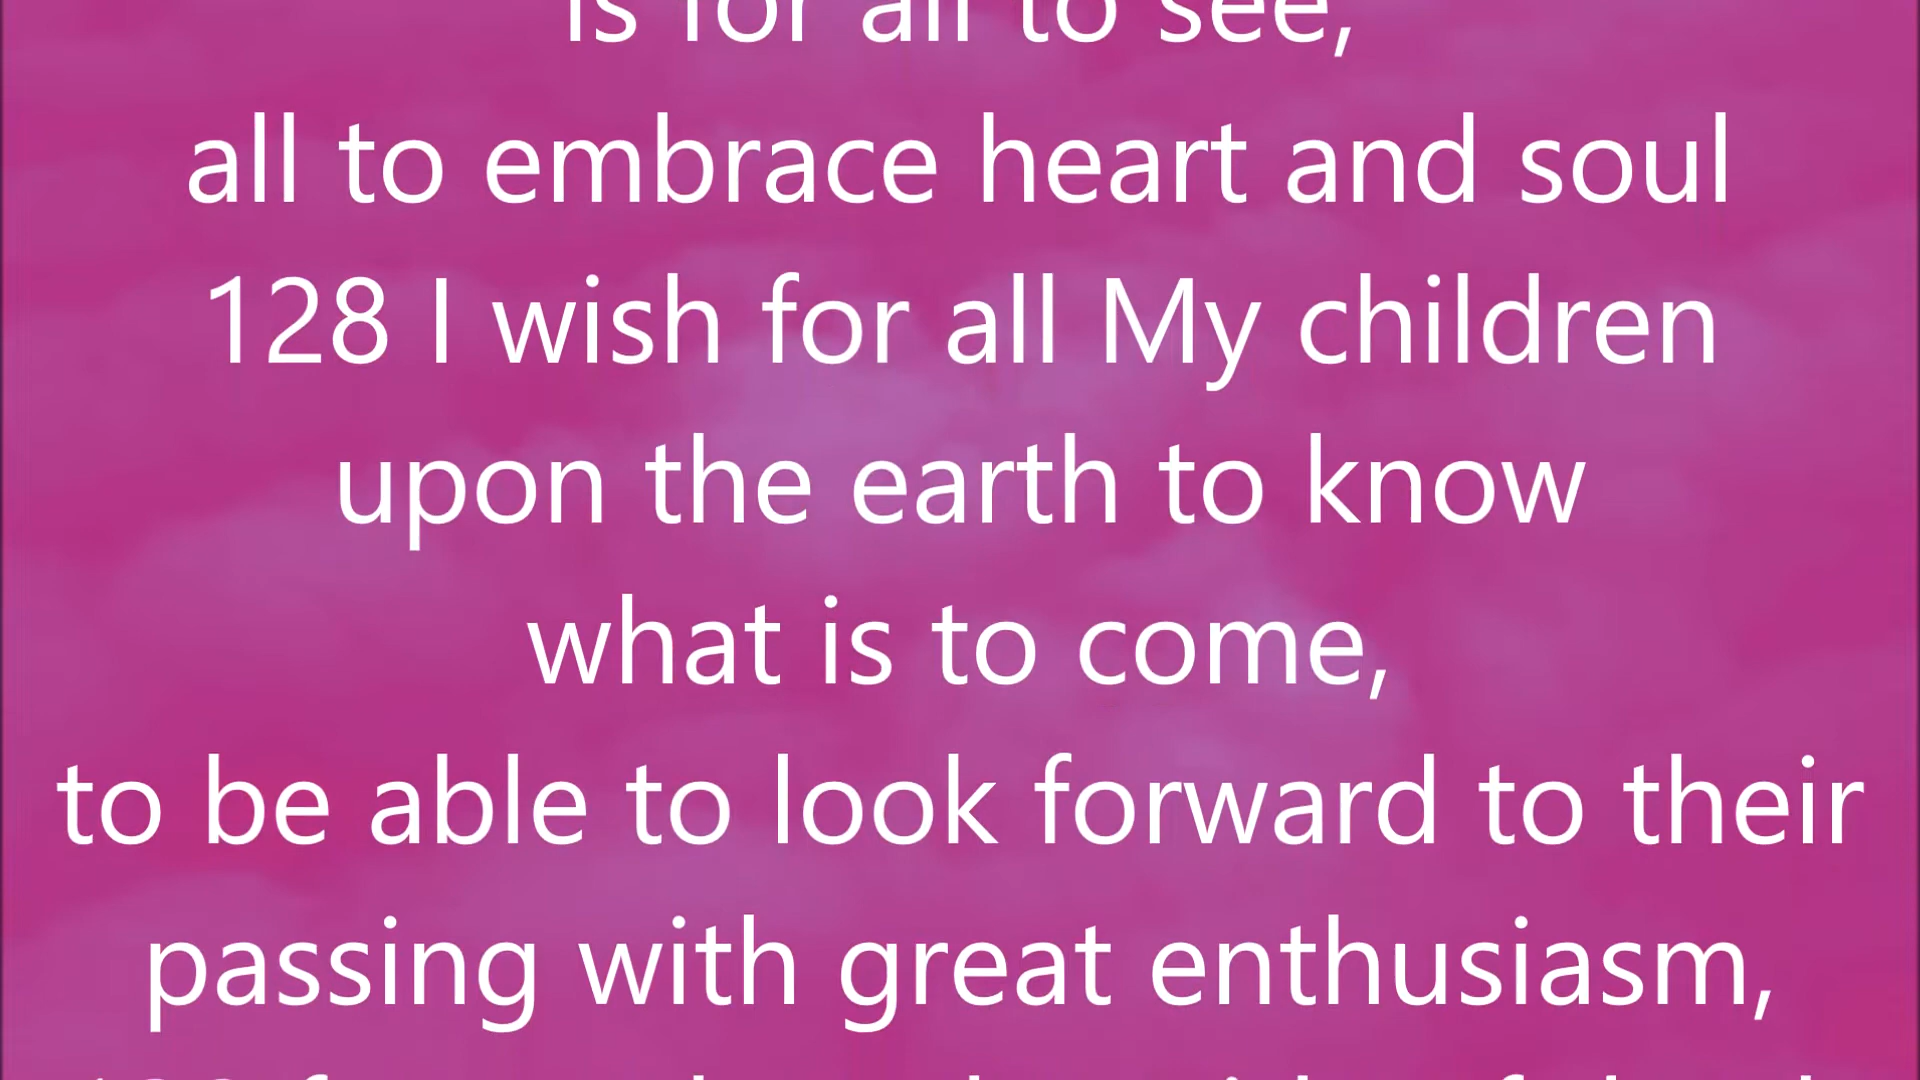 is for all to see,
all to embrace heart and soul
128 I wish for all My children
upon the earth to know
what is to come,
to be able to look forward to their
passing with great enthusiasm,